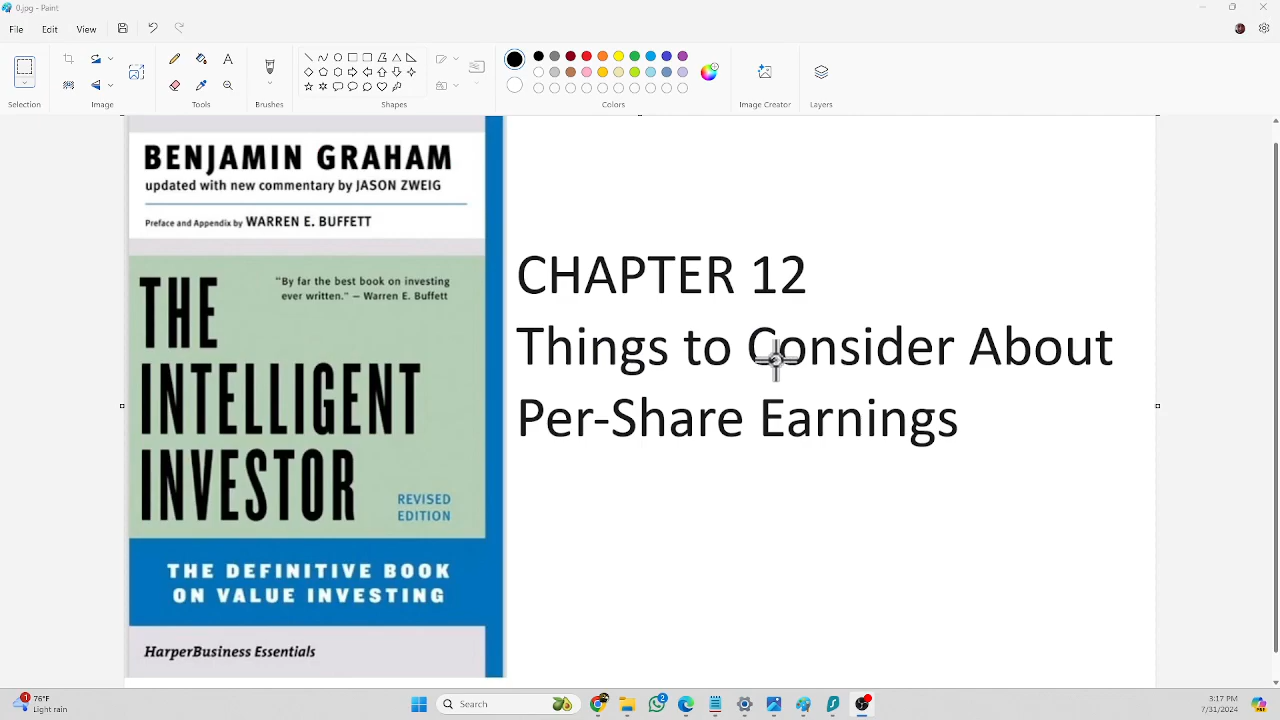 0.jpg - Paint
File
Edit
View
Selection
Image
Tools
Brushes
Shapes
Colors
Image Creator
Layers
BENJAMIN GRAHAM
updated with new commentary by JASON ZWEIG
Preface and Appendix by WARREN E. BUFFETT
"By far the best book on investing
ever written." — Warren E. Buffett
THE
INTELLIGENT
INVESTOR
REVISED
EDITION
THE DEFINITIVE BOOK
ON VALUE INVESTING
HarperBusiness Essentials
CHAPTER 12
Things to Consider About
Per-Share Earnings
1
76°F
Light rain
Search
2
3:17 PM
7/31/2024